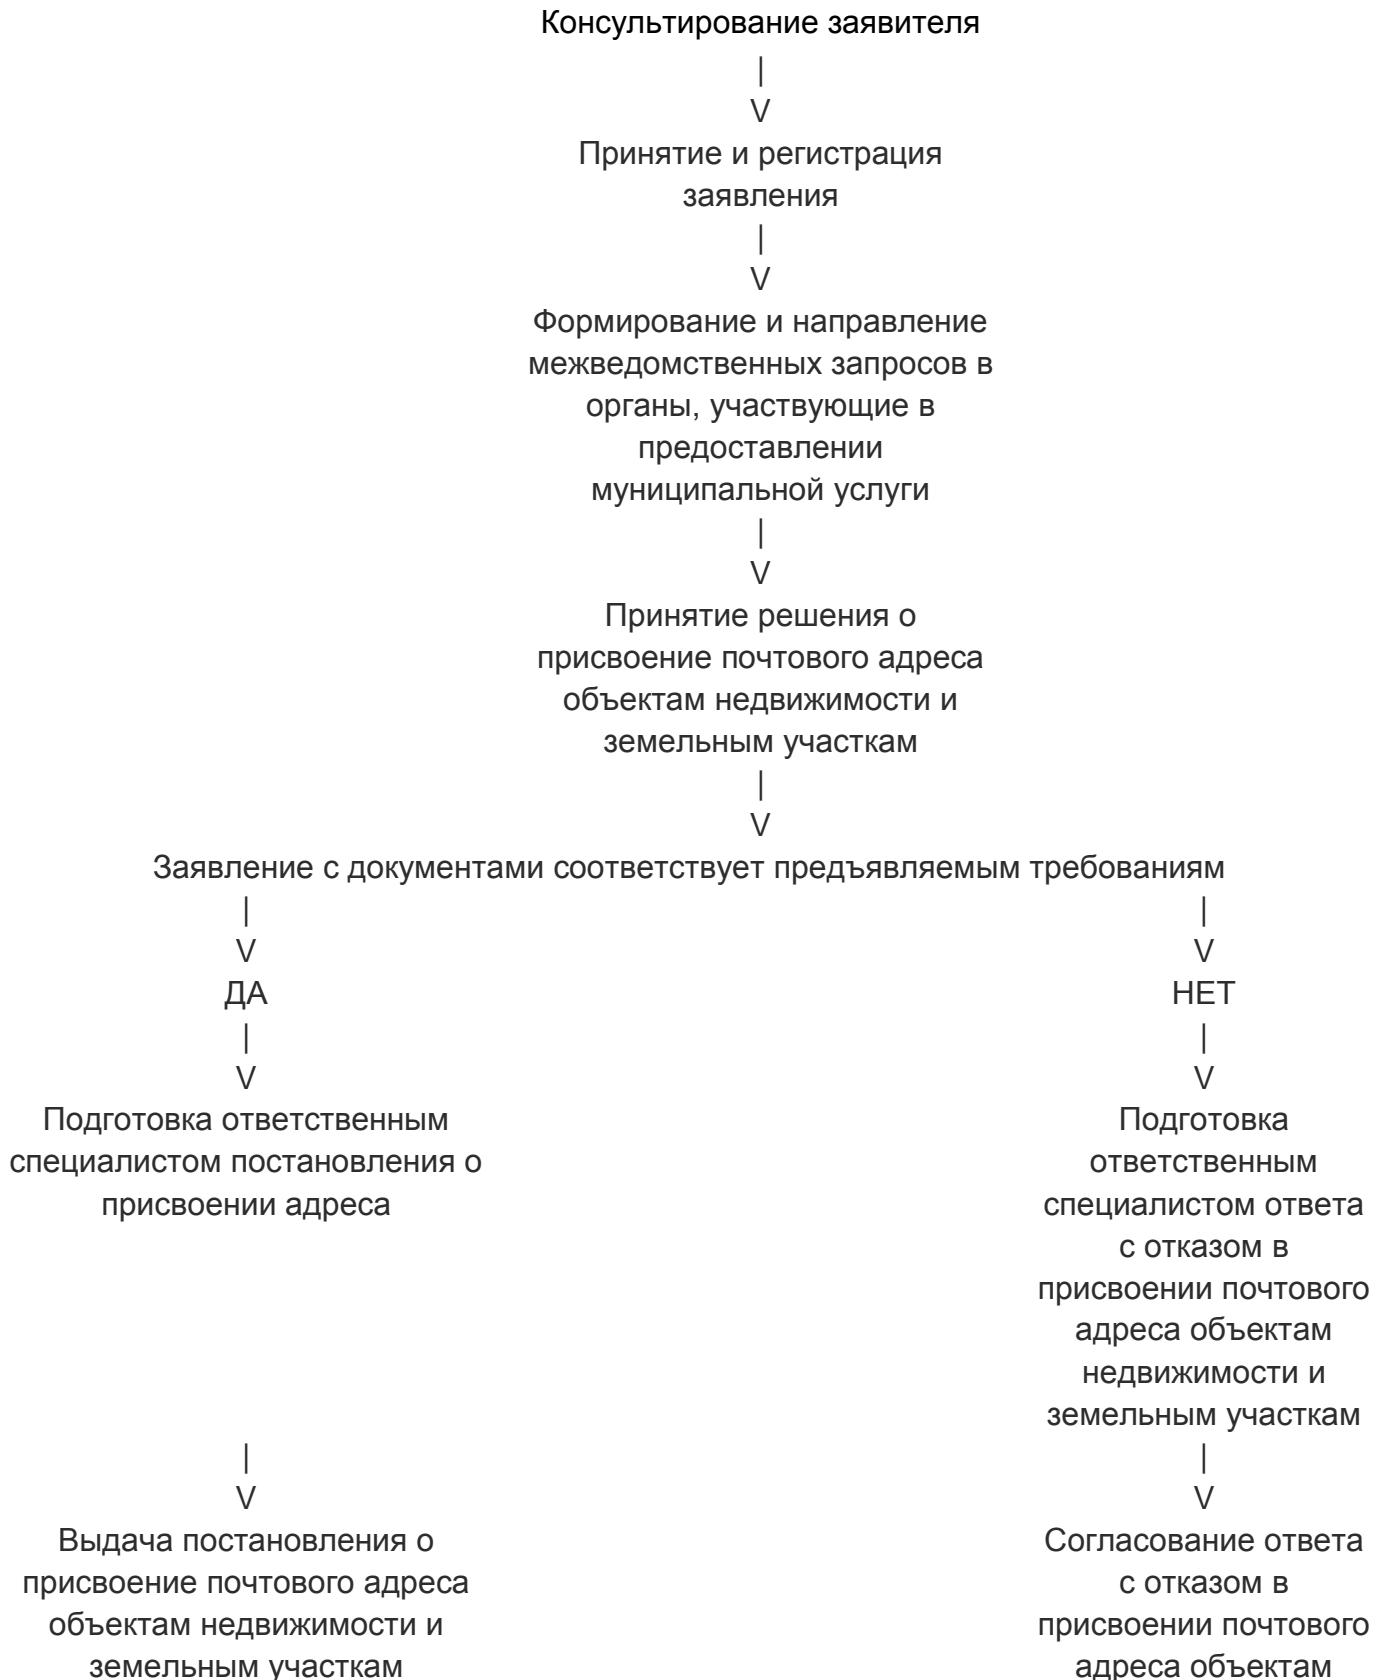 Консультирование заявителя
|
V
Принятие и регистрация
заявления
|
V
Формирование и направление
межведомственных запросов в
органы, участвующие в
предоставлении
муниципальной услуги
|
V
Принятие решения о
присвоение почтового адреса
объектам недвижимости и
земельным участкам
|
V
Заявление с документами соответствует предъявляемым требованиям
| |
V V
ДА НЕТ
| |
V V
Подготовка ответственным
специалистом постановления о
присвоении адреса
Подготовка
ответственным
специалистом ответа
с отказом в
присвоении почтового
адреса объектам
недвижимости и
земельным участкам
| |
V V
Выдача постановления о
присвоение почтового адреса
объектам недвижимости и
земельным участкам
Согласование ответа
с отказом в
присвоении почтового
адреса объектам